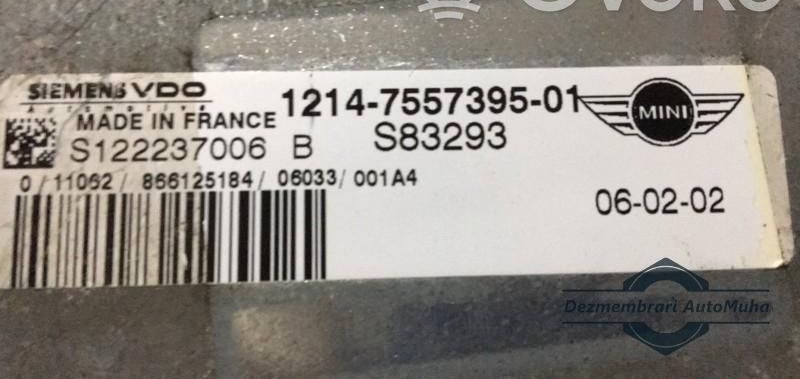 SIEMENS VDO
Automotive
1214-7557395-01
MADE IN FRANCE
S122237006 B S83293
MINI
0/11062/866125184/06033/001A4
06-02-02
Dezmembrari AutoMuha